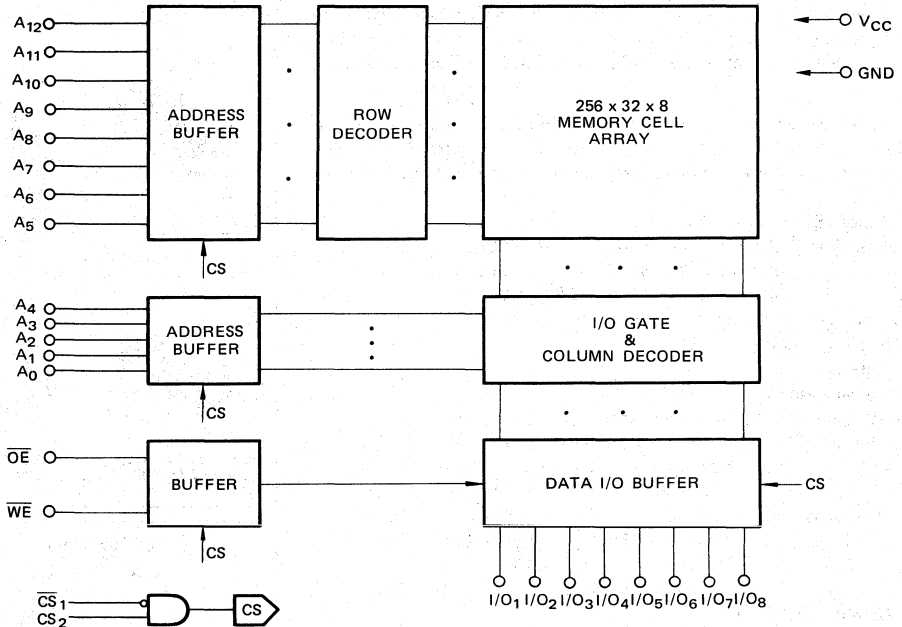 A12
A11
A10
A9
A8
A7
A6
A5
ADDRESS
BUFFER
CS
ROW
DECODER
256 x 32 x 8
MEMORY CELL
ARRAY
VCC
GND
A4
A3
A2
A1
A0
ADDRESS
BUFFER
CS
I/O GATE
&
COLUMN DECODER
OE
WE
BUFFER
CS
DATA I/O BUFFER
CS
I/O1 I/O2 I/O3 I/O4 I/O5 I/O6 I/O7 I/O8
CS1
CS2
CS